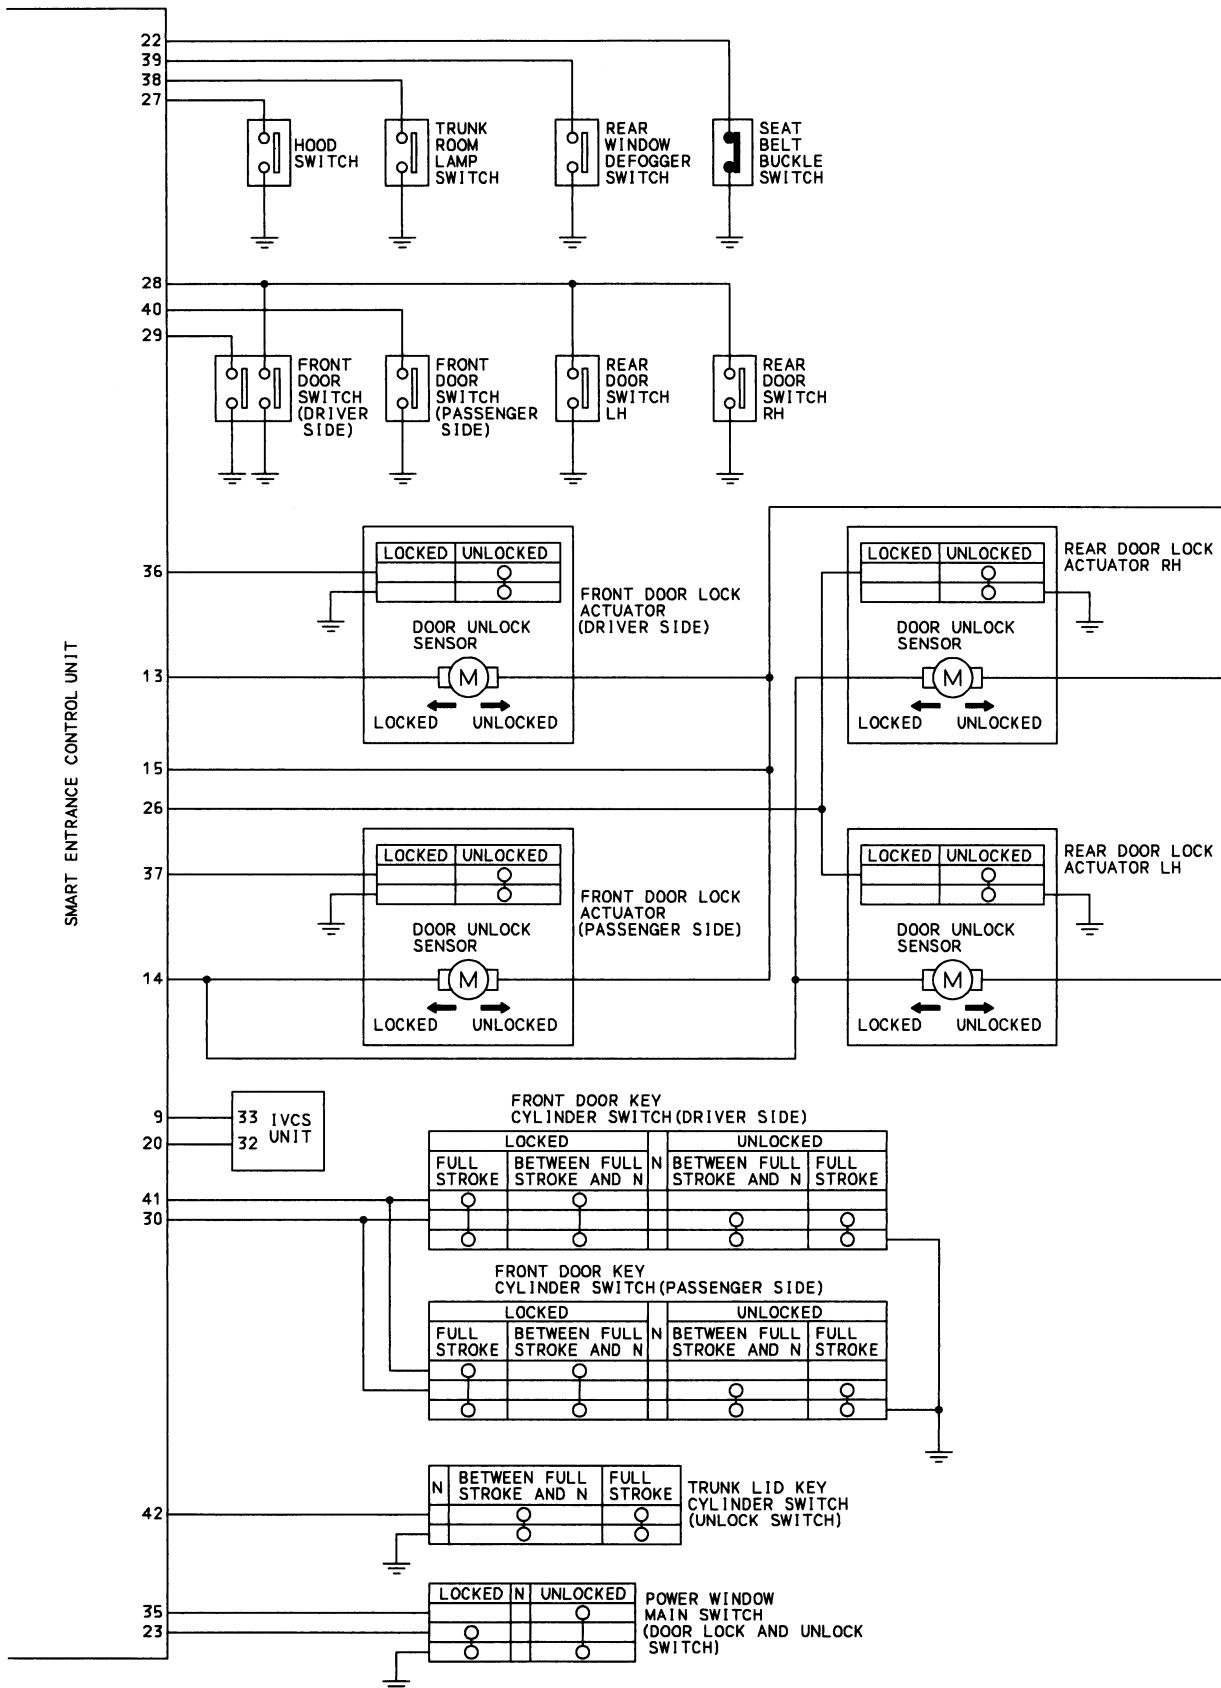 22
39
38
27
HOOD
SWITCH
TRUNK
ROOM
LAMP
SWITCH
REAR
WINDOW
DEFOGGER
SWITCH
SEAT
BELT
BUCKLE
SWITCH
28
40
29
FRONT
DOOR
SWITCH
(DRIVER
SIDE)
FRONT
DOOR
SWITCH
(PASSENGER
SIDE)
REAR
DOOR
SWITCH
LH
REAR
DOOR
SWITCH
RH
SMART ENTRANCE CONTROL UNIT
36
LOCKED UNLOCKED
FRONT DOOR LOCK
ACTUATOR
(DRIVER SIDE)
DOOR UNLOCK
SENSOR
13
M
LOCKED UNLOCKED
LOCKED UNLOCKED
REAR DOOR LOCK
ACTUATOR RH
DOOR UNLOCK
SENSOR
M
LOCKED UNLOCKED
15
26
37
LOCKED UNLOCKED
FRONT DOOR LOCK
ACTUATOR
(PASSENGER SIDE)
DOOR UNLOCK
SENSOR
14
M
LOCKED UNLOCKED
LOCKED UNLOCKED
REAR DOOR LOCK
ACTUATOR LH
DOOR UNLOCK
SENSOR
M
LOCKED UNLOCKED
9
20
33
32
IVCS
UNIT
41
30
FRONT DOOR KEY
CYLINDER SWITCH(DRIVER SIDE)
LOCKED N UNLOCKED
FULL
STROKE
BETWEEN FULL
STROKE AND N
BETWEEN FULL
STROKE AND N
FULL
STROKE
FRONT DOOR KEY
CYLINDER SWITCH(PASSENGER SIDE)
LOCKED N UNLOCKED
FULL
STROKE
BETWEEN FULL
STROKE AND N
BETWEEN FULL
STROKE AND N
FULL
STROKE
42
N
BETWEEN FULL
STROKE AND N
FULL
STROKE
TRUNK LID KEY
CYLINDER SWITCH
(UNLOCK SWITCH)
35
23
LOCKED N UNLOCKED
POWER WINDOW
MAIN SWITCH
(DOOR LOCK AND UNLOCK
SWITCH)